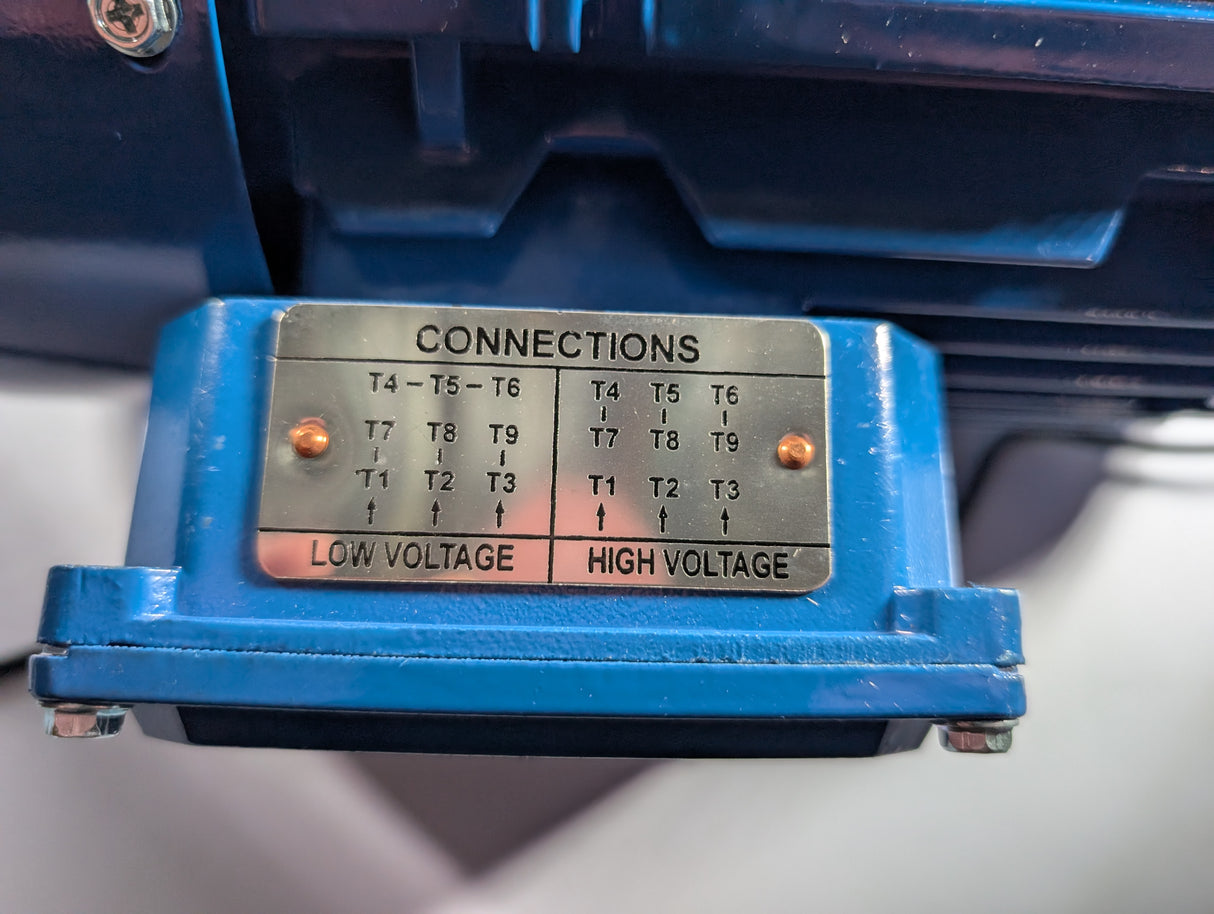 CONNECTIONS
T4 – T5 – T6
T7 T8 T9
T1 T2 T3
LOW VOLTAGE
T4 T5 T6
T7 T8 T9
T1 T2 T3
HIGH VOLTAGE